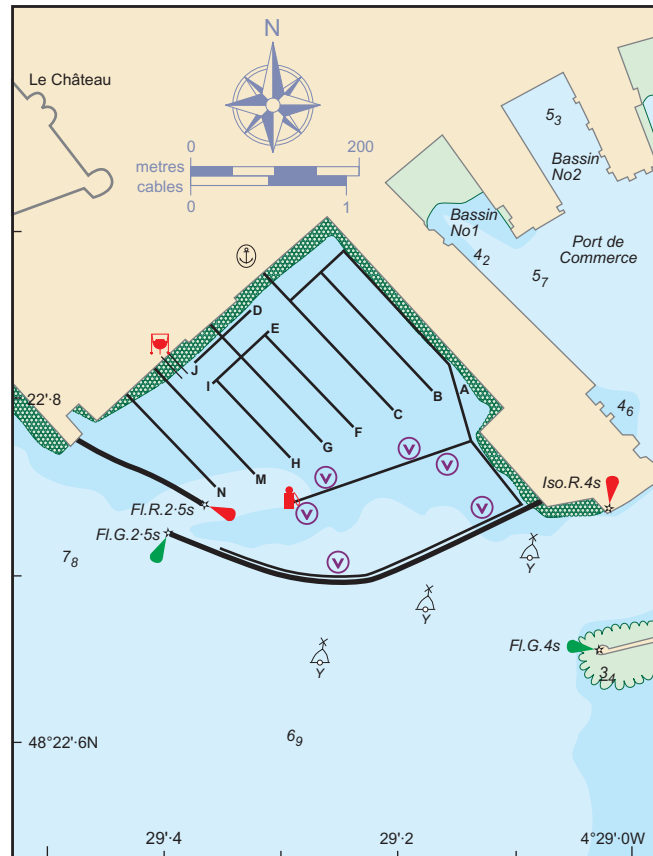 N
Le Château
0 200
metres
cables
0 1
5₃
Bassin
No2
Bassin
No1
4₂
Port de
Commerce
5₇
D
E
J
I
A
B
C
22'·8
4₆
F
G
H
M
N
V
V
V
V
V
V
Iso.R.4s
Fl.R.2·5s
Fl.G.2·5s
7₈
Y
Y
Y
Fl.G.4s
3₄
48°22'·6N
6₉
29'·4
29'·2
4°29'·0W